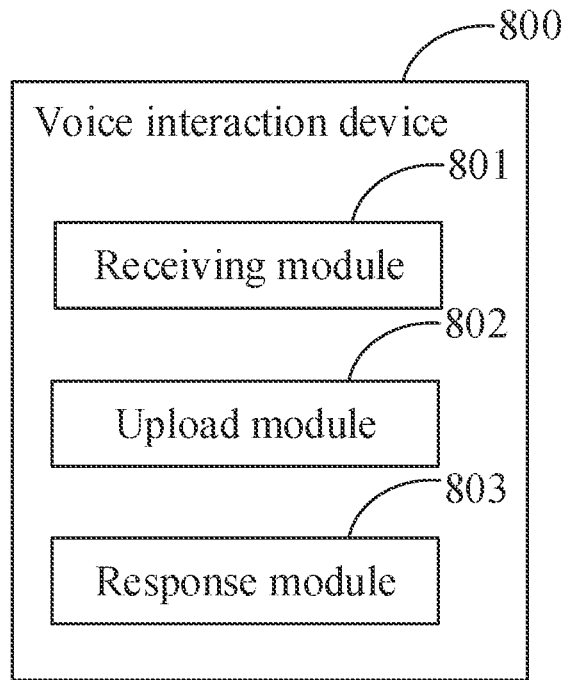 800
Voice interaction device
801
Receiving module
802
Upload module
803
Response module